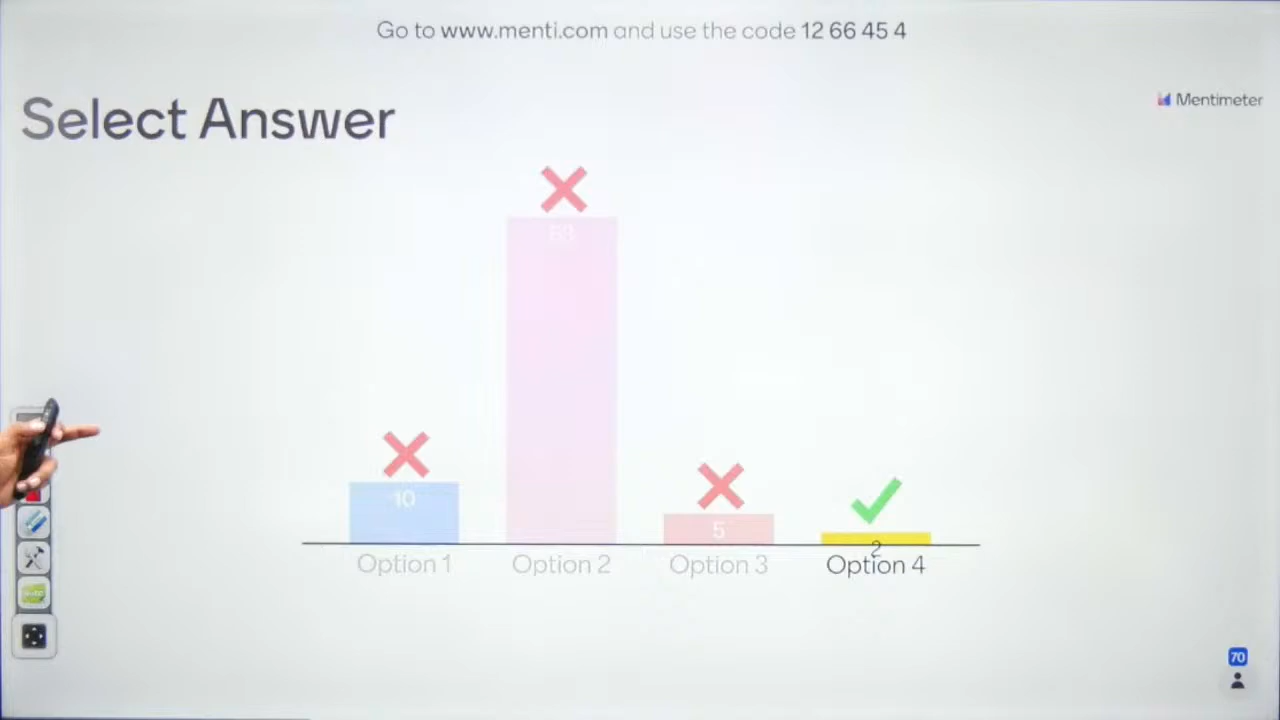 Go to www.menti.com and use the code 12 66 45 4
Select Answer
Mentimeter
53
10
5
2
Option 1
Option 2
Option 3
Option 4
70